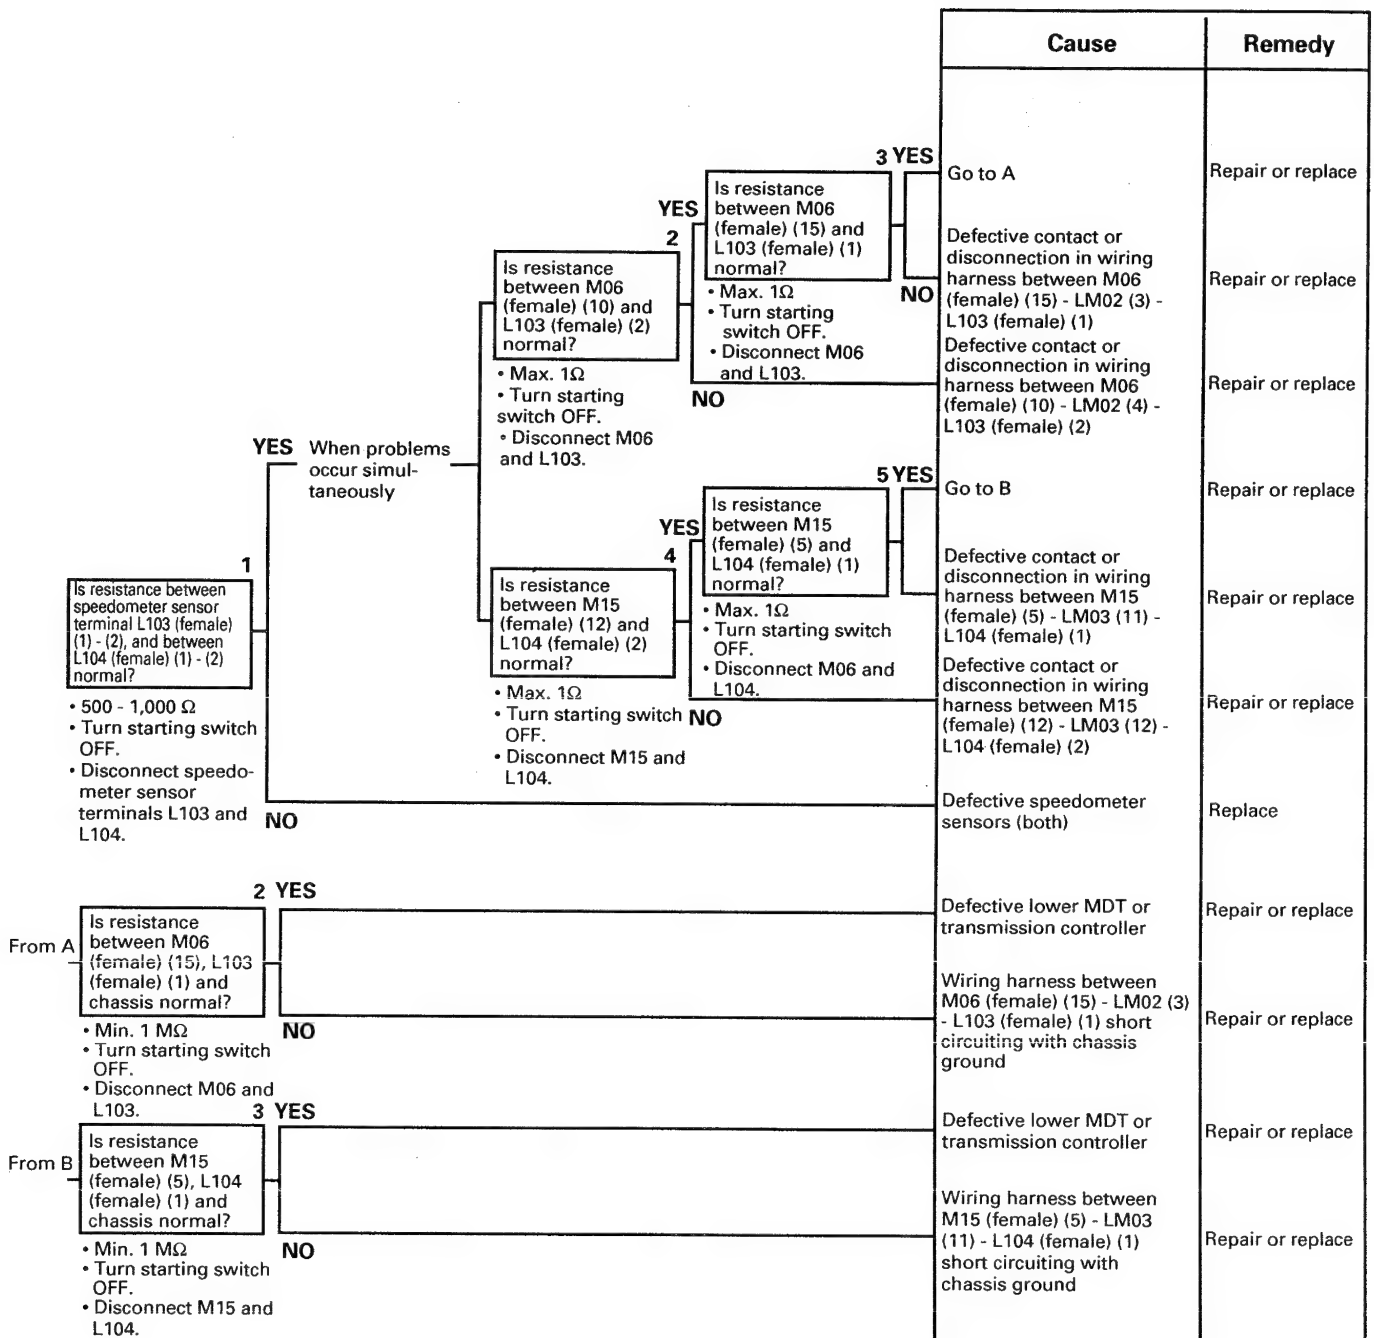 Cause
Remedy
3 YES
Go to A
Repair or replace
Is resistance
between M06
(female) (15) and
L103 (female) (1)
normal?
YES
2
• Max. 1Ω
• Turn starting
switch OFF.
• Disconnect M06
and L103.
NO
Defective contact or
disconnection in wiring
harness between M06
(female) (15) - LM02 (3) -
L103 (female) (1)
Repair or replace
Is resistance
between M06
(female) (10) and
L103 (female) (2)
normal?
• Max. 1Ω
• Turn starting
switch OFF.
• Disconnect M06
and L103.
NO
Defective contact or
disconnection in wiring
harness between M06
(female) (10) - LM02 (4) -
L103 (female) (2)
Repair or replace
YES
When problems
occur simul-
taneously
5 YES
Go to B
Repair or replace
Is resistance
between M15
(female) (5) and
L104 (female) (1)
normal?
YES
4
• Max. 1Ω
• Turn starting switch
OFF.
• Disconnect M06 and
L104.
Defective contact or
disconnection in wiring
harness between M15
(female) (5) - LM03 (11) -
L104 (female) (1)
Repair or replace
Is resistance
between M15
(female) (12) and
L104 (female) (2)
normal?
• Max. 1Ω
• Turn starting switch
OFF.
• Disconnect M15 and
L104.
NO
Defective contact or
disconnection in wiring
harness between M15
(female) (12) - LM03 (12) -
L104 (female) (2)
Repair or replace
1
Is resistance between
speedometer sensor
terminal L103 (female)
(1) - (2), and between
L104 (female) (1) - (2)
normal?
• 500 - 1,000 Ω
• Turn starting switch
OFF.
• Disconnect speedo-
meter sensor
terminals L103 and
L104.
NO
Defective speedometer
sensors (both)
Replace
2 YES
From A
Is resistance
between M06
(female) (15), L103
(female) (1) and
chassis normal?
• Min. 1 MΩ
• Turn starting switch
OFF.
• Disconnect M06 and
L103.
Defective lower MDT or
transmission controller
Repair or replace
NO
Wiring harness between
M06 (female) (15) - LM02 (3)
- L103 (female) (1) short
circuiting with chassis
ground
Repair or replace
3 YES
From B
Is resistance
between M15
(female) (5), L104
(female) (1) and
chassis normal?
• Min. 1 MΩ
• Turn starting switch
OFF.
• Disconnect M15 and
L104.
Defective lower MDT or
transmission controller
Repair or replace
NO
Wiring harness between
M15 (female) (5) - LM03
(11) - L104 (female) (1)
short circuiting with
chassis ground
Repair or replace